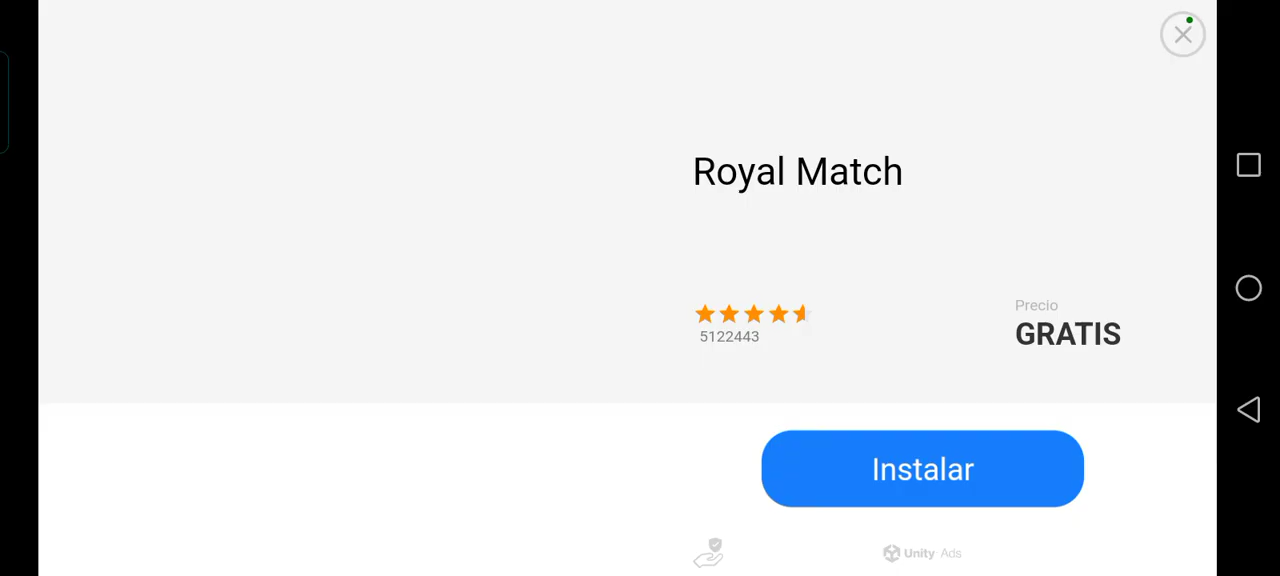 Royal Match
5122443
Precio
GRATIS
Instalar
Unity Ads